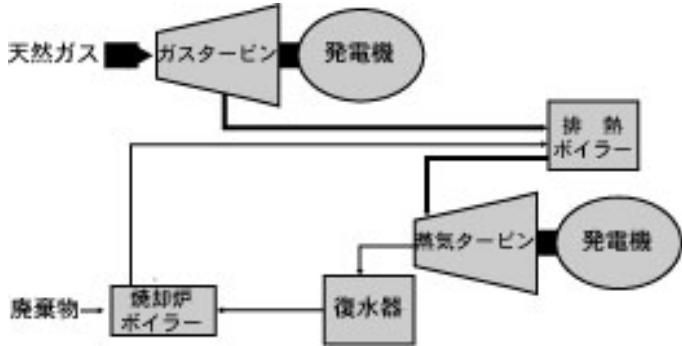 天然ガス
ガスタービン
発電機
排 熱
ボイラー
蒸気タービン
発電機
廃棄物
焼却炉
ボイラー
復水器